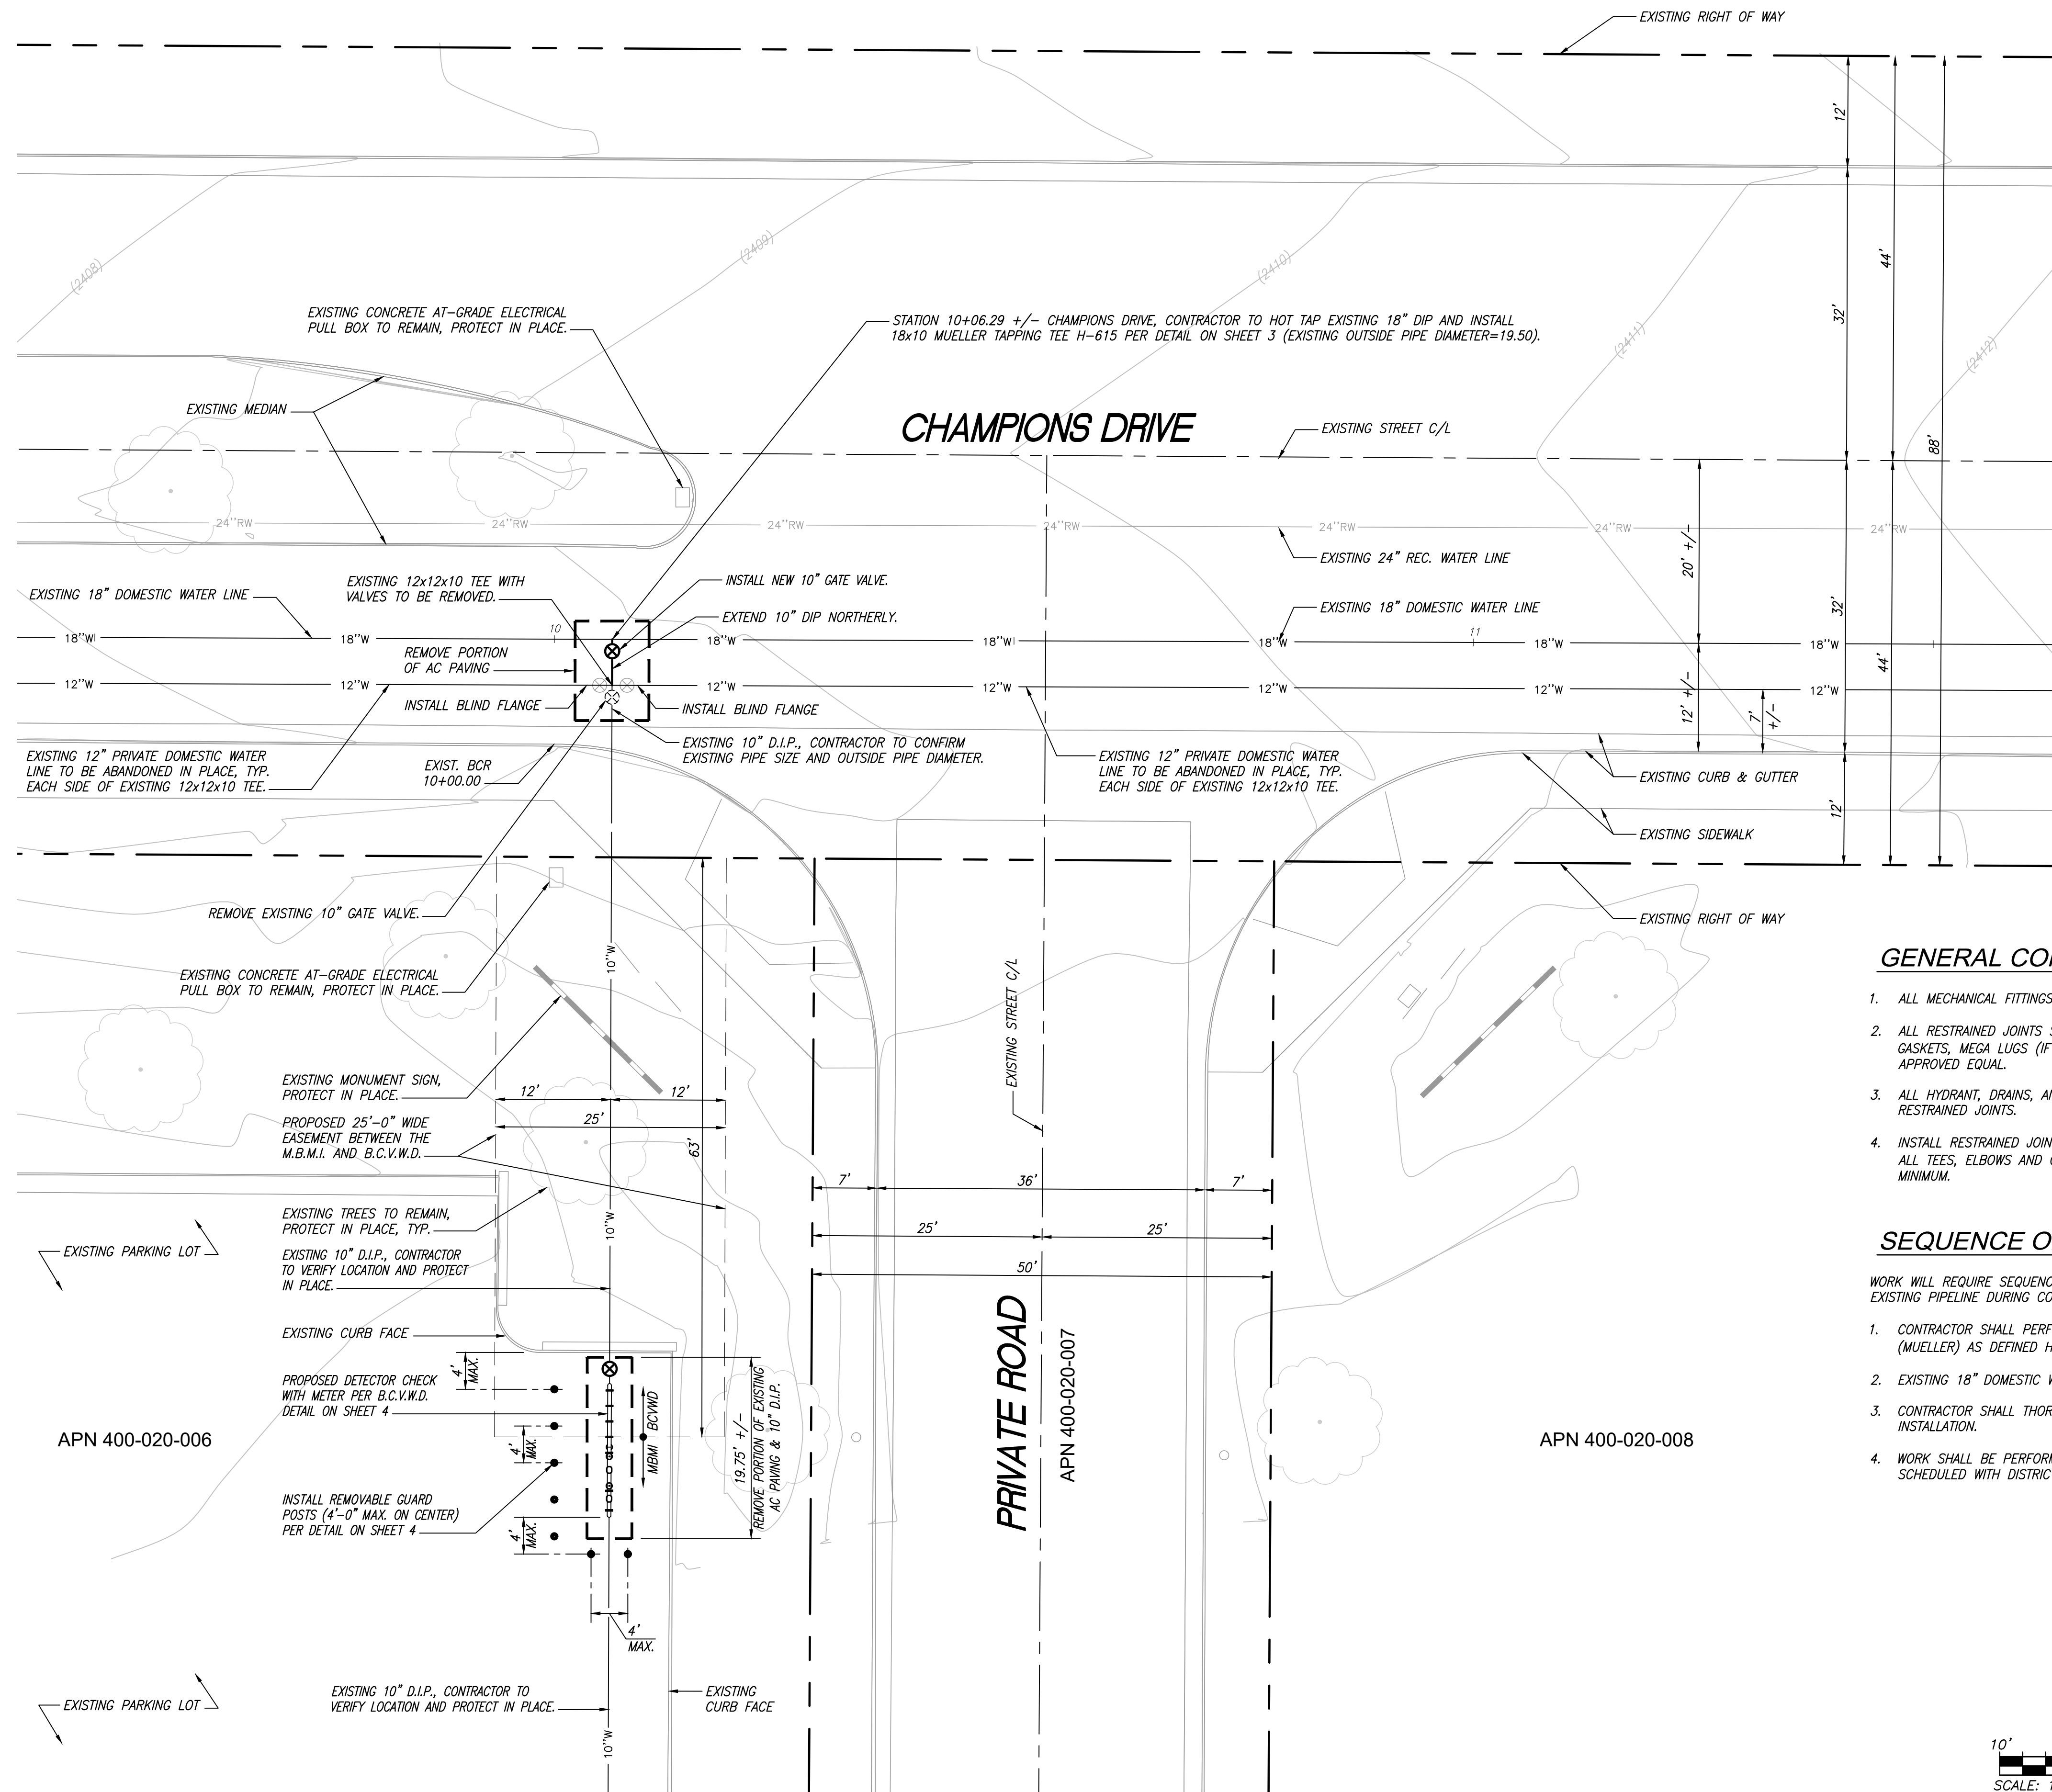 EXISTING RIGHT OF WAY
12'
44'
88'
32'
(2408)
(2409)
(2410)
(2411)
(2412)
EXISTING CONCRETE AT-GRADE ELECTRICAL
PULL BOX TO REMAIN, PROTECT IN PLACE.
STATION 10+06.29 +/- CHAMPIONS DRIVE, CONTRACTOR TO HOT TAP EXISTING 18" DIP AND INSTALL
18x10 MUELLER TAPPING TEE H-615 PER DETAIL ON SHEET 3 (EXISTING OUTSIDE PIPE DIAMETER=19.50).
EXISTING MEDIAN
CHAMPIONS DRIVE
EXISTING STREET C/L
24"RW
24"RW
24"RW
24"RW
24"RW
24"RW
24"RW
EXISTING 24" REC. WATER LINE
20' +/-
EXISTING 18" DOMESTIC WATER LINE
EXISTING 12x12x10 TEE WITH
VALVES TO BE REMOVED.
INSTALL NEW 10" GATE VALVE.
EXTEND 10" DIP NORTHERLY.
EXISTING 18" DOMESTIC WATER LINE
32'
18"W
18"W
10
18"W
18"W
18"W
11
18"W
18"W
REMOVE PORTION
OF AC PAVING
44'
12"W
12"W
12"W
12"W
12"W
12"W
12"W
INSTALL BLIND FLANGE
INSTALL BLIND FLANGE
12' +/-
7'
+/-
EXISTING 12" PRIVATE DOMESTIC WATER
LINE TO BE ABANDONED IN PLACE, TYP.
EACH SIDE OF EXISTING 12x12x10 TEE.
EXIST. BCR
10+00.00
EXISTING 10" D.I.P., CONTRACTOR TO CONFIRM
EXISTING PIPE SIZE AND OUTSIDE PIPE DIAMETER.
EXISTING 12" PRIVATE DOMESTIC WATER
LINE TO BE ABANDONED IN PLACE, TYP.
EACH SIDE OF EXISTING 12x12x10 TEE.
EXISTING CURB & GUTTER
12'
EXISTING SIDEWALK
REMOVE EXISTING 10" GATE VALVE.
EXISTING RIGHT OF WAY
EXISTING CONCRETE AT-GRADE ELECTRICAL
PULL BOX TO REMAIN, PROTECT IN PLACE.
10"W
EXISTING STREET C/L
EXISTING MONUMENT SIGN,
PROTECT IN PLACE.
12'
12'
25'
63'
PROPOSED 25'-0" WIDE
EASEMENT BETWEEN THE
M.B.M.I. AND B.C.V.W.D.
7'
36'
7'
EXISTING TREES TO REMAIN,
PROTECT IN PLACE, TYP.
10"W
25'
25'
50'
EXISTING PARKING LOT
EXISTING 10" D.I.P., CONTRACTOR
TO VERIFY LOCATION AND PROTECT
IN PLACE.
EXISTING CURB FACE
4'
MAX.
PROPOSED DETECTOR CHECK
WITH METER PER B.C.V.W.D.
DETAIL ON SHEET 4
4'
MAX.
MBMI
BCVWD
19.75' +/-
REMOVE PORTION OF EXISTING
AC PAVING & 10" D.I.P.
PRIVATE ROAD
APN 400-020-007
APN 400-020-006
APN 400-020-008
INSTALL REMOVABLE GUARD
POSTS (4'-0" MAX. ON CENTER)
PER DETAIL ON SHEET 4
4'
MAX.
4'
MAX.
EXISTING PARKING LOT
EXISTING 10" D.I.P., CONTRACTOR TO
VERIFY LOCATION AND PROTECT IN PLACE.
EXISTING
CURB FACE
10"W
GENERAL CO
1. ALL MECHANICAL FITTINGS
2. ALL RESTRAINED JOINTS S
GASKETS, MEGA LUGS (IF
APPROVED EQUAL.
3. ALL HYDRANT, DRAINS, A
RESTRAINED JOINTS.
4. INSTALL RESTRAINED JOIN
ALL TEES, ELBOWS AND
MINIMUM.
SEQUENCE O
WORK WILL REQUIRE SEQUENC
EXISTING PIPELINE DURING CO
1. CONTRACTOR SHALL PERF
(MUELLER) AS DEFINED H
2. EXISTING 18" DOMESTIC W
3. CONTRACTOR SHALL THOR
INSTALLATION.
4. WORK SHALL BE PERFORM
SCHEDULED WITH DISTRIC
10'
SCALE: 1